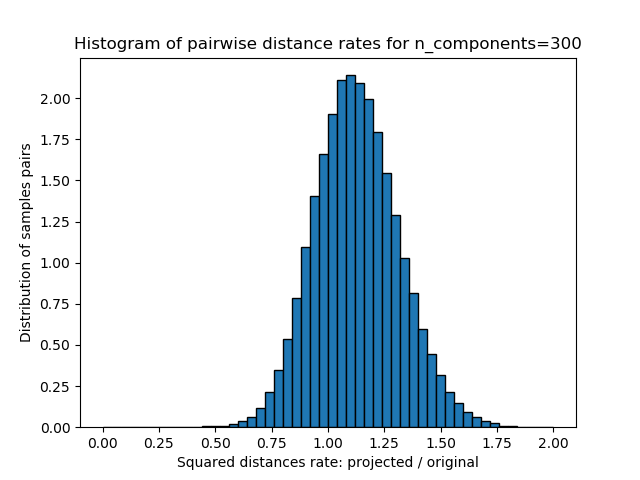 Histogram of pairwise distance rates for n_components=300
Distribution of samples pairs
2.00
1.75
1.50
1.25
1.00
0.75
0.50
0.25
0.00
0.00 0.25 0.50 0.75 1.00 1.25 1.50 1.75 2.00
Squared distances rate: projected / original